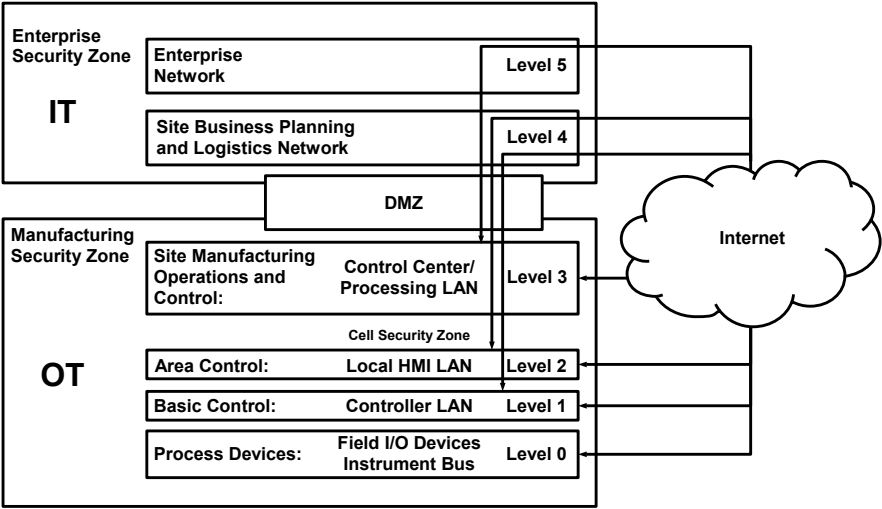 Enterprise
Security Zone
IT
Enterprise
Network
Level 5
Site Business Planning
and Logistics Network
Level 4
DMZ
Manufacturing
Security Zone
OT
Site Manufacturing
Operations and
Control:
Control Center/
Processing LAN
Level 3
Cell Security Zone
Area Control:
Local HMI LAN
Level 2
Basic Control:
Controller LAN
Level 1
Process Devices:
Field I/O Devices
Instrument Bus
Level 0
Internet